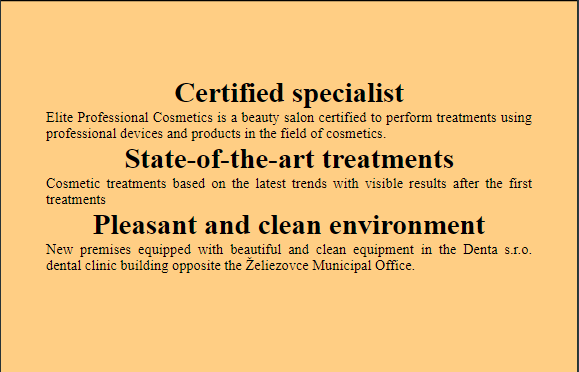 Certified specialist
Elite Professional Cosmetics is a beauty salon certified to perform treatments using
professional devices and products in the field of cosmetics.
State-of-the-art treatments
Cosmetic treatments based on the latest trends with visible results after the first
treatments
Pleasant and clean environment
New premises equipped with beautiful and clean equipment in the Denta s.r.o.
dental clinic building opposite the Želiezovce Municipal Office.